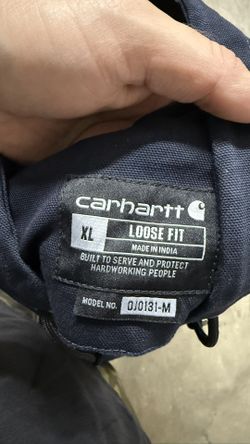 carhartt
XL LOOSE FIT
MADE IN INDIA
BUILT TO SERVE AND PROTECT
HARDWORKING PEOPLE
MODEL NO. OJ0131-M